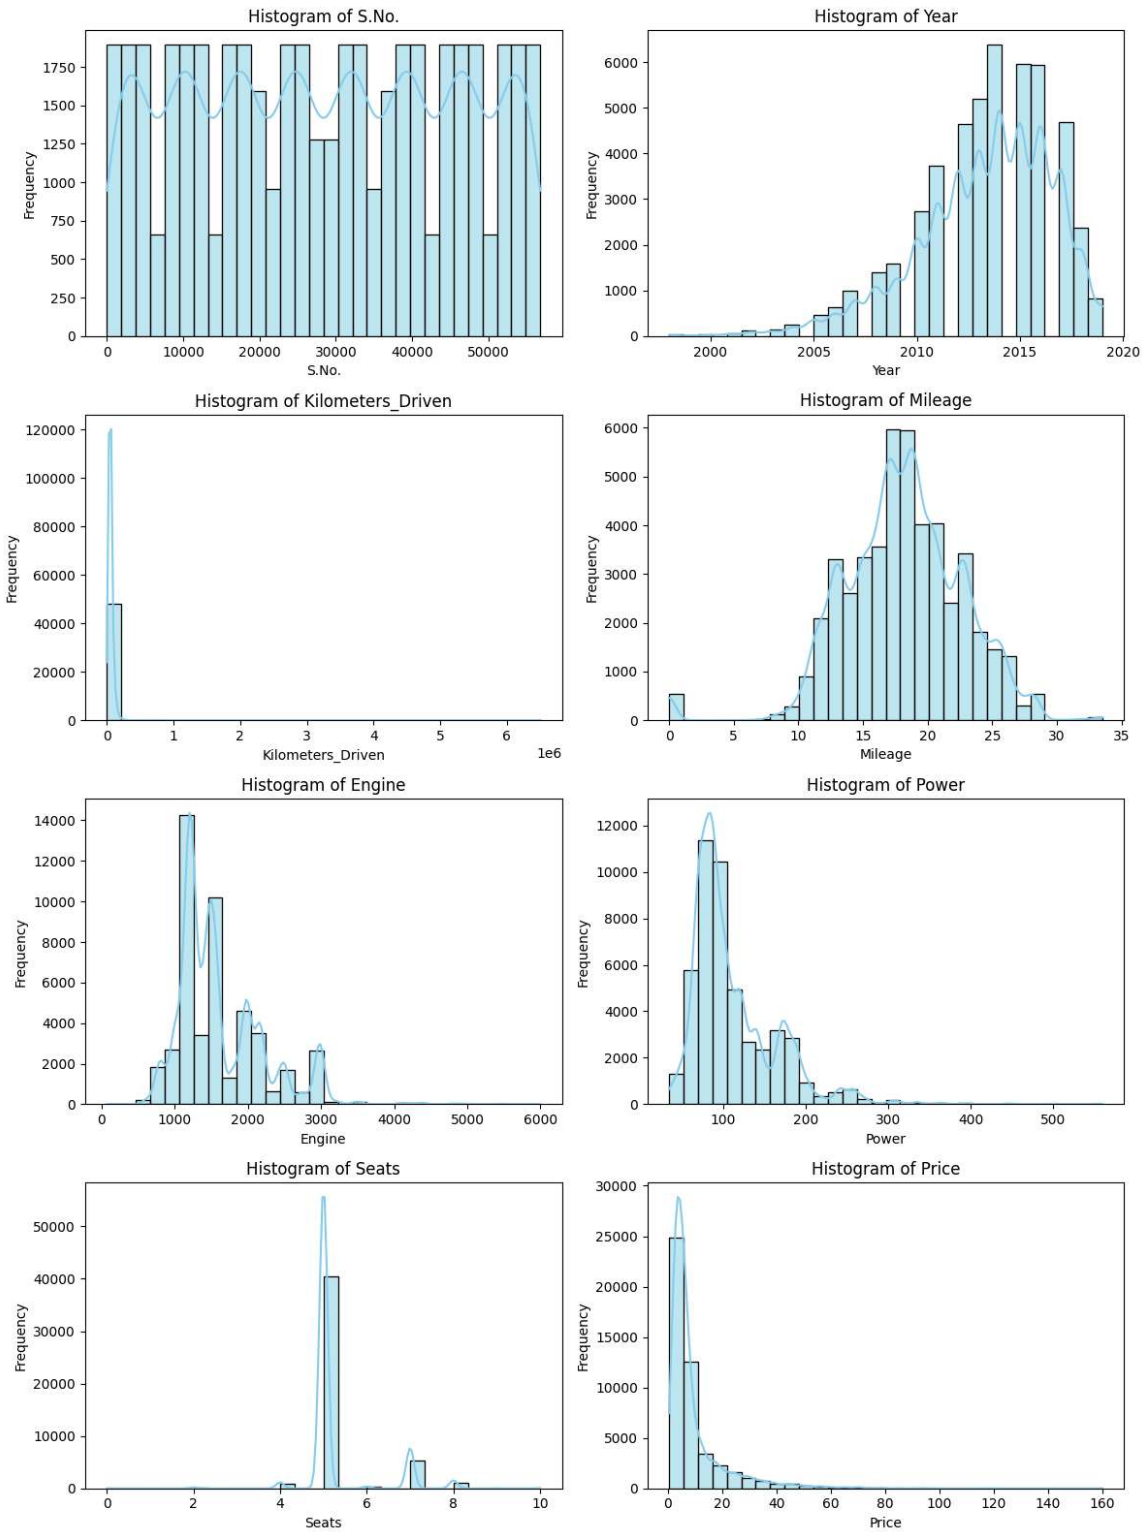 Histogram of S.No.
1750
1500
1250
1000
750
500
250
0
Frequency
0 10000 20000 30000 40000 50000
S.No.
Histogram of Year
6000
5000
4000
3000
2000
1000
0
Frequency
2000 2005 2010 2015 2020
Year
Histogram of Kilometers_Driven
120000
100000
80000
60000
40000
20000
0
Frequency
0 1 2 3 4 5 6
1e6
Kilometers_Driven
Histogram of Mileage
6000
5000
4000
3000
2000
1000
0
Frequency
0 5 10 15 20 25 30 35
Mileage
Histogram of Engine
14000
12000
10000
8000
6000
4000
2000
0
Frequency
0 1000 2000 3000 4000 5000 6000
Engine
Histogram of Power
12000
10000
8000
6000
4000
2000
0
Frequency
100 200 300 400 500
Power
Histogram of Seats
50000
40000
30000
20000
10000
0
Frequency
0 2 4 6 8 10
Seats
Histogram of Price
30000
25000
20000
15000
10000
5000
0
Frequency
0 20 40 60 80 100 120 140 160
Price